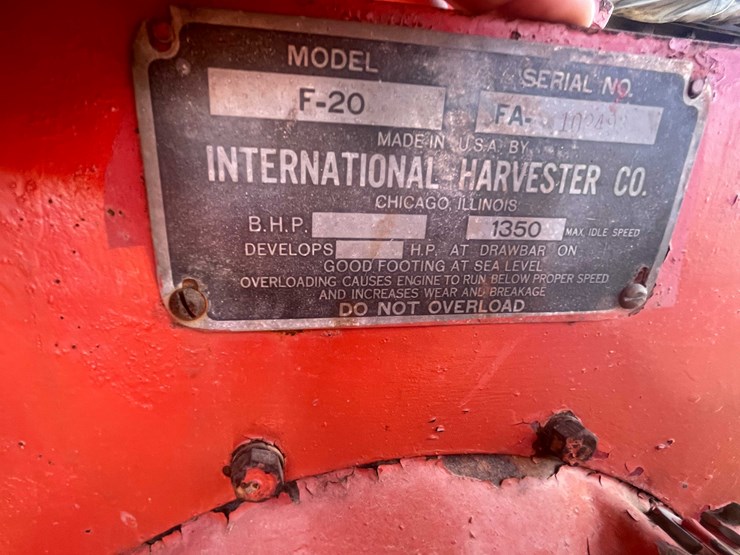 MODEL
SERIAL NO.
F-20
FA-
MADE IN U.S.A. BY
INTERNATIONAL HARVESTER CO.
CHICAGO, ILLINOIS
B.H.P. 1350 MAX. IDLE SPEED
DEVELOPS H.P. AT DRAWBAR ON
GOOD FOOTING AT SEA LEVEL
OVERLOADING CAUSES ENGINE TO RUN BELOW PROPER SPEED
AND INCREASES WEAR AND BREAKAGE
DO NOT OVERLOAD